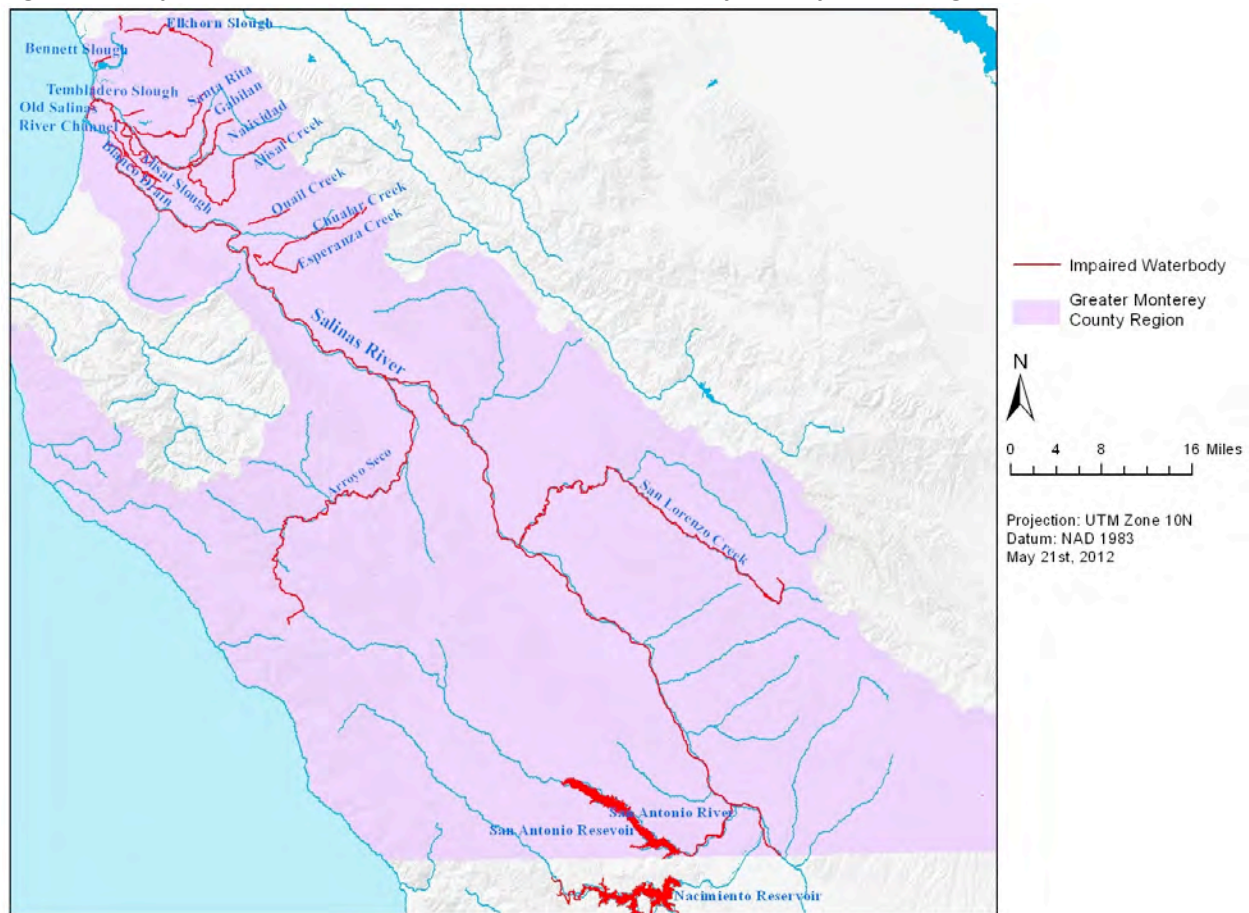 Elkhorn Slough
Bennett Slough
Tembladero Slough
Old Salinas
River Channel
Santa Rita
Gabilan
Natividad
Alisal Creek
Alisal Slough
Blanco Drain
Quail Creek
Chualar Creek
Esperanza Creek
Salinas River
Arroyo Seco
San Lorenzo Creek
San Antonio River
San Antonio Resevoir
Nacimiento Reservoir
Impaired Waterbody
Greater Monterey
County Region
N
0 4 8 16 Miles
Projection: UTM Zone 10N
Datum: NAD 1983
May 21st, 2012